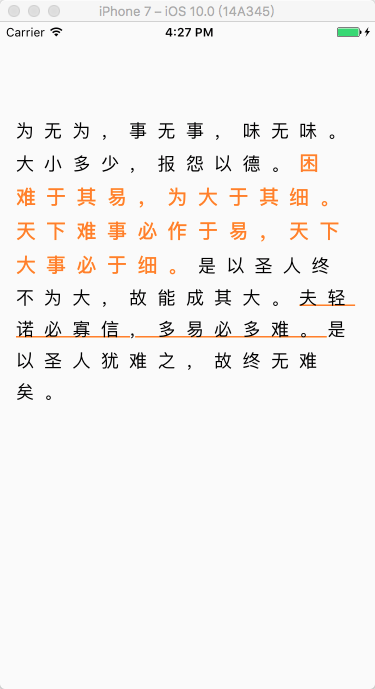 iPhone 7 – iOS 10.0 (14A345)
Carrier 4:27 PM
为无为，事无事，味无味。
大小多少，报怨以德。困
难于其易，为大于其细。
天下难事必作于易，天下
大事必于细。是以圣人终
不为大，故能成其大。夫轻
诺必寡信，多易必多难。是
以圣人犹难之，故终无难
矣。